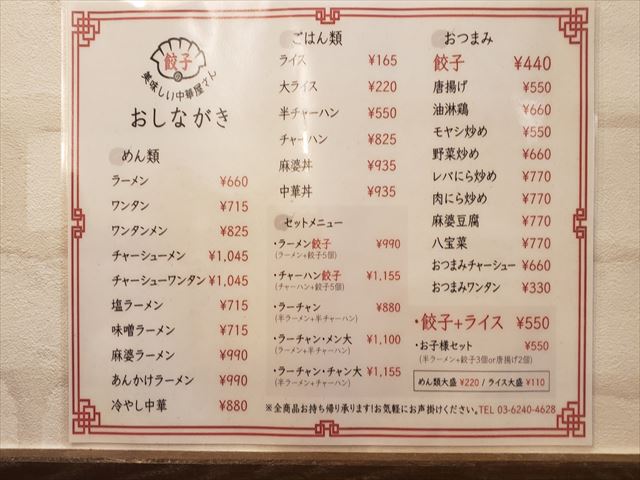 餃子
美味しい中華屋さん
おしながき
めん類
ラーメン ¥660
ワンタン ¥715
ワンタンメン ¥825
チャーシューメン ¥1,045
チャーシューワンタン ¥1,045
塩ラーメン ¥715
味噌ラーメン ¥715
麻婆ラーメン ¥990
あんかけラーメン ¥990
冷やし中華 ¥880
ごはん類
ライス ¥165
大ライス ¥220
半チャーハン ¥550
チャーハン ¥825
麻婆丼 ¥935
中華丼 ¥935
セットメニュー
・ラーメン餃子 ¥990
(ラーメン+餃子5個)
・チャーハン餃子 ¥1,155
(チャーハン+餃子5個)
・ラーチャン ¥880
(半ラーメン+半チャーハン)
・ラーチャン・メン大 ¥1,100
(ラーメン+半チャーハン)
・ラーチャン・チャン大 ¥1,155
(半ラーメン+チャーハン)
おつまみ
餃子 ¥440
唐揚げ ¥550
油淋鶏 ¥660
モヤシ炒め ¥550
野菜炒め ¥660
レバにら炒め ¥770
肉にら炒め ¥770
麻婆豆腐 ¥770
八宝菜 ¥770
おつまみチャーシュー ¥660
おつまみワンタン ¥330
・餃子+ライス ¥550
・お子様セット ¥550
(半ラーメン+餃子3個or唐揚げ2個)
めん類大盛 ¥220 / ライス大盛 ¥110
※全商品お持ち帰り承ります!お気軽にお声掛けください。TEL 03-6240-4628